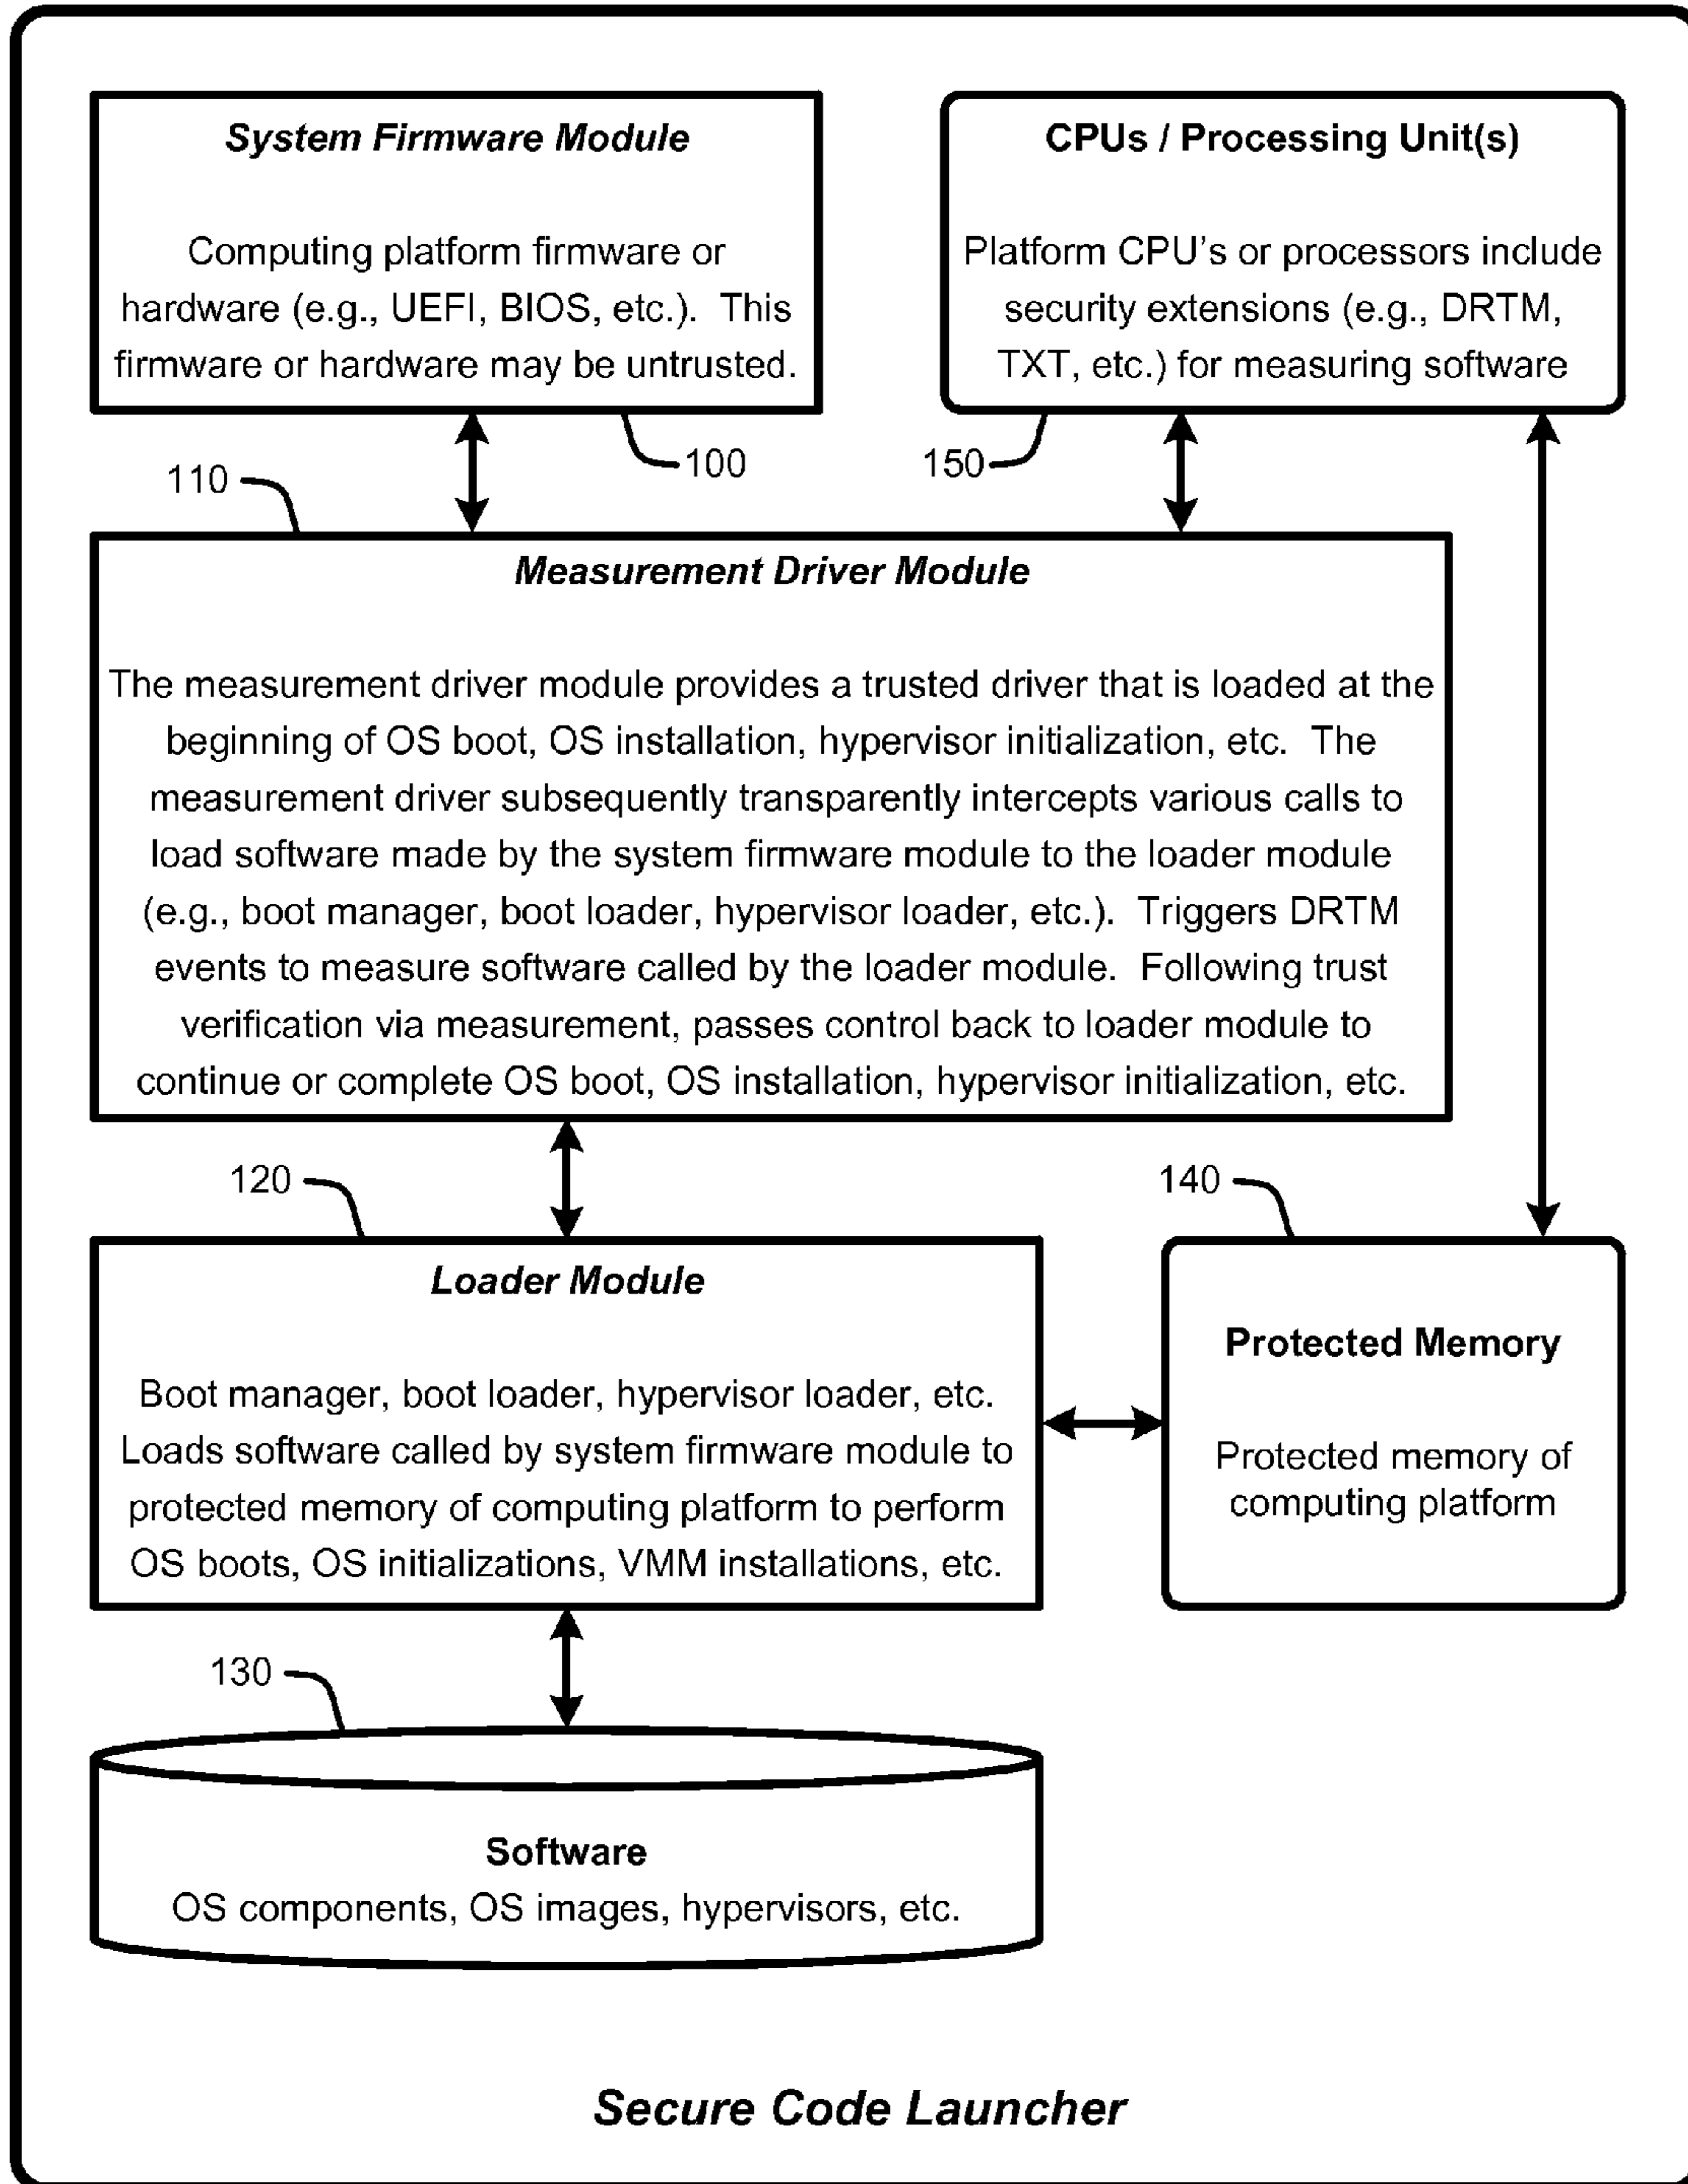 System Firmware Module
Computing platform firmware or
hardware (e.g., UEFI, BIOS, etc.). This
firmware or hardware may be untrusted.
CPUs / Processing Unit(s)
Platform CPU's or processors include
security extensions (e.g., DRTM,
TXT, etc.) for measuring software
100
150
110
Measurement Driver Module
The measurement driver module provides a trusted driver that is loaded at the
beginning of OS boot, OS installation, hypervisor initialization, etc. The
measurement driver subsequently transparently intercepts various calls to
load software made by the system firmware module to the loader module
(e.g., boot manager, boot loader, hypervisor loader, etc.). Triggers DRTM
events to measure software called by the loader module. Following trust
verification via measurement, passes control back to loader module to
continue or complete OS boot, OS installation, hypervisor initialization, etc.
120
140
Loader Module
Boot manager, boot loader, hypervisor loader, etc.
Loads software called by system firmware module to
protected memory of computing platform to perform
OS boots, OS initializations, VMM installations, etc.
Protected Memory
Protected memory of
computing platform
130
Software
OS components, OS images, hypervisors, etc.
Secure Code Launcher